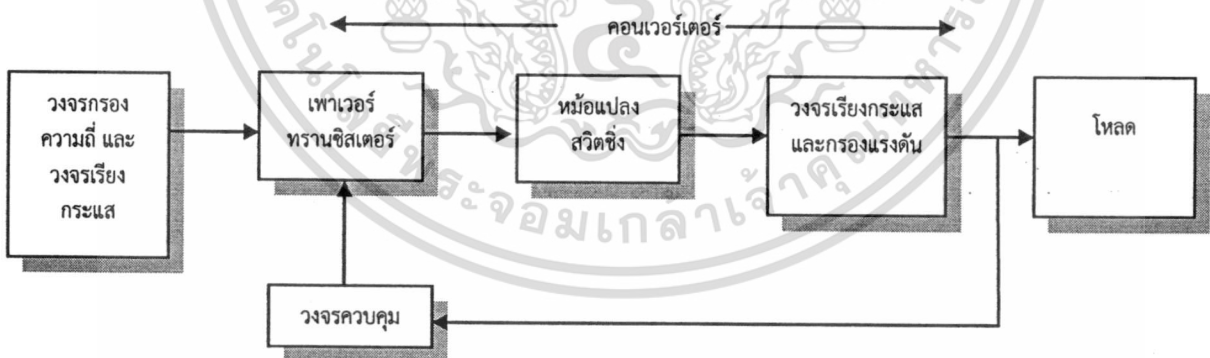 คอนเวอร์เตอร์
วงจรกรอง
ความถี่ และ
วงจรเรียง
กระแส
เพาเวอร์
ทรานซิสเตอร์
หม้อแปลง
สวิตชิ่ง
วงจรเรียงกระแส
และกรองแรงดัน
โหลด
วงจรควบคุม